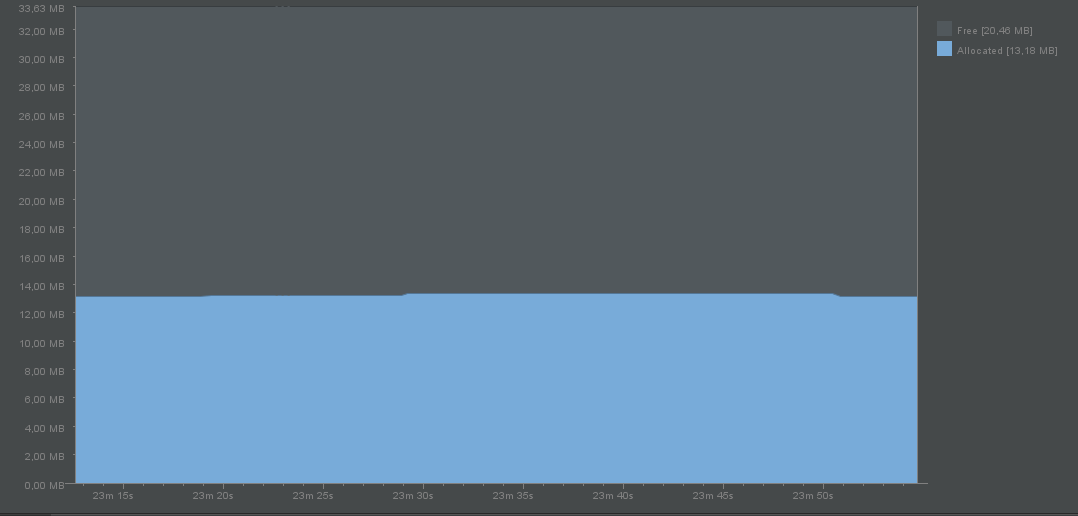 33,63 MB
32,00 MB
30,00 MB
28,00 MB
26,00 MB
24,00 MB
22,00 MB
20,00 MB
18,00 MB
16,00 MB
14,00 MB
12,00 MB
10,00 MB
8,00 MB
6,00 MB
4,00 MB
2,00 MB
0,00 MB
23m 15s 23m 20s 23m 25s 23m 30s 23m 35s 23m 40s 23m 45s 23m 50s
Free [20,46 MB]
Allocated [13,18 MB]